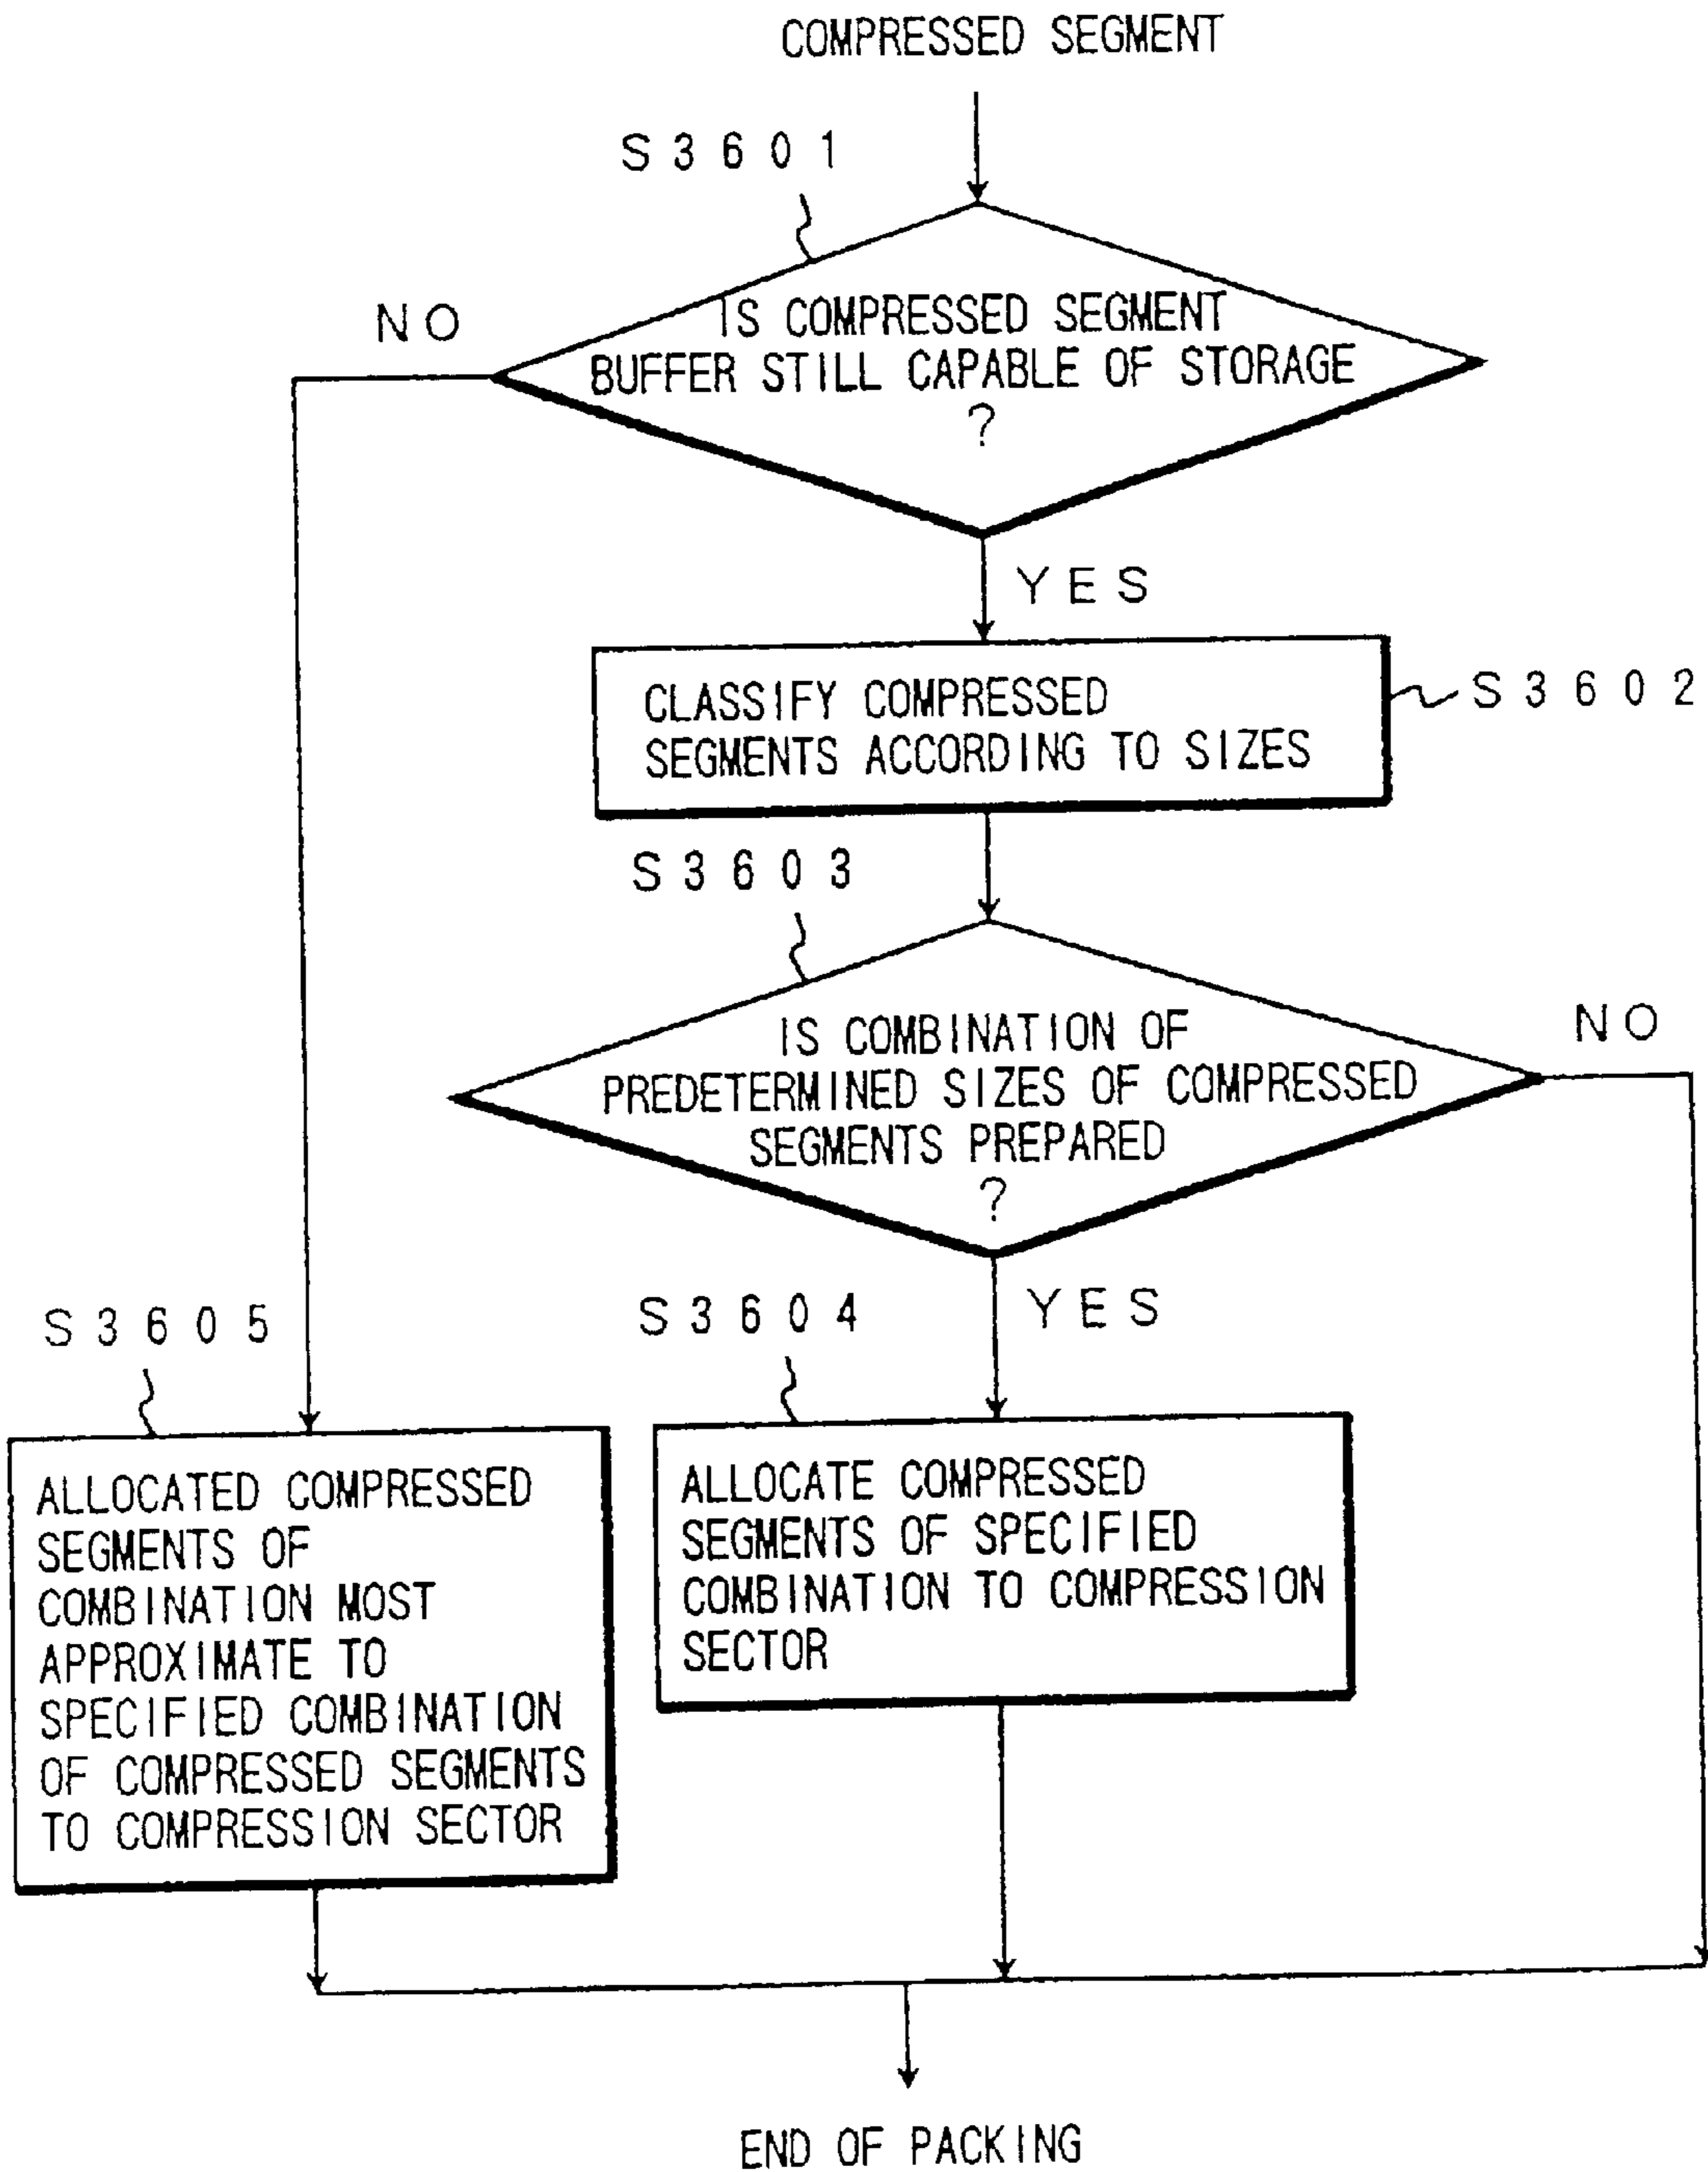 COMPRESSED SEGMENT
S3601
NO
IS COMPRESSED SEGMENT
BUFFER STILL CAPABLE OF STORAGE
?
YES
CLASSIFY COMPRESSED
SEGMENTS ACCORDING TO SIZES
S3602
S3603
IS COMBINATION OF
PREDETERMINED SIZES OF COMPRESSED
SEGMENTS PREPARED
?
NO
YES
S3605
ALLOCATED COMPRESSED
SEGMENTS OF
COMBINATION MOST
APPROXIMATE TO
SPECIFIED COMBINATION
OF COMPRESSED SEGMENTS
TO COMPRESSION SECTOR
S3604
ALLOCATE COMPRESSED
SEGMENTS OF SPECIFIED
COMBINATION TO COMPRESSION
SECTOR
END OF PACKING